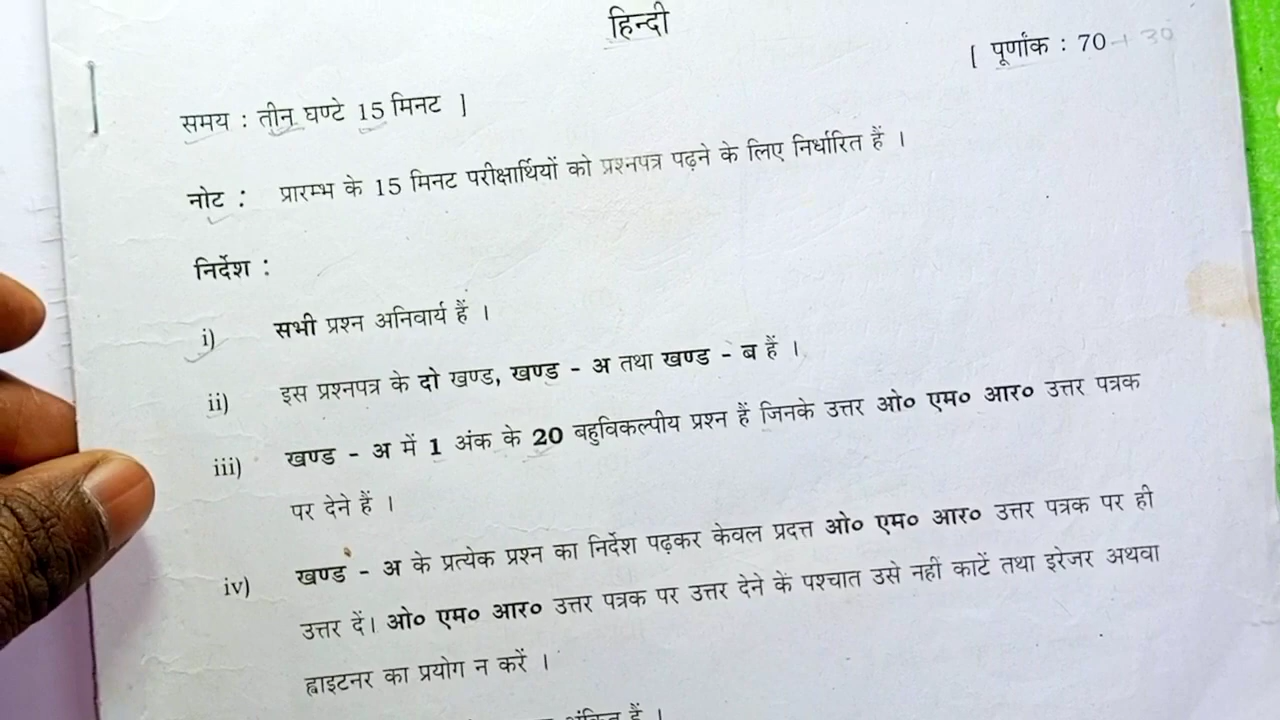 हिन्दी
[ पूर्णांक : 70 + 30
समय : तीन घण्टे 15 मिनट ]
नोट : प्रारम्भ के 15 मिनट परीक्षार्थियों को प्रश्नपत्र पढ़ने के लिए निर्धारित हैं ।
निर्देश :
i) सभी प्रश्न अनिवार्य हैं ।
ii) इस प्रश्नपत्र के दो खण्ड, खण्ड - अ तथा खण्ड - ब हैं ।
iii) खण्ड - अ में 1 अंक के 20 बहुविकल्पीय प्रश्न हैं जिनके उत्तर ओ० एम० आर० उत्तर पत्रक
पर देने हैं ।
iv) खण्ड - अ के प्रत्येक प्रश्न का निर्देश पढ़कर केवल प्रदत्त ओ० एम० आर० उत्तर पत्रक पर ही
उत्तर दें। ओ० एम० आर० उत्तर पत्रक पर उत्तर देने कें पश्चात उसे नहीं काटें तथा इरेजर अथवा
ह्वाइटनर का प्रयोग न करें ।
अंकित हैं ।